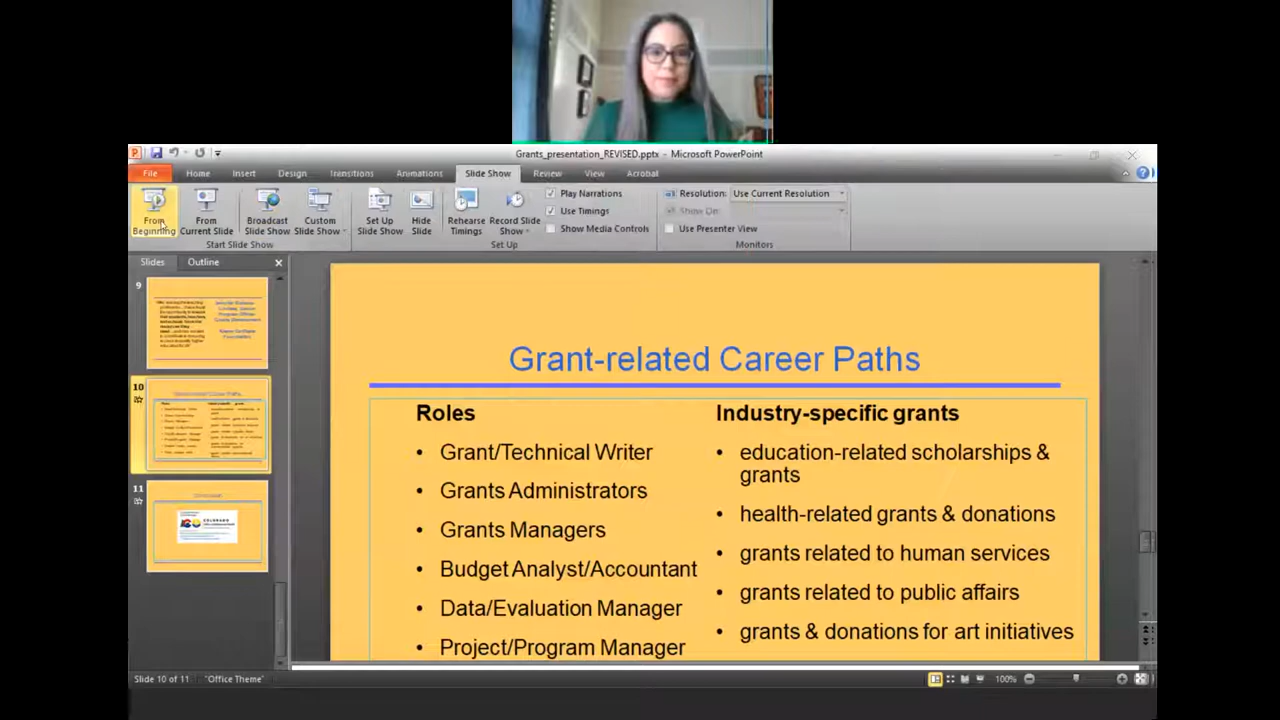 Grants_presentation_REVISED.pptx - Microsoft PowerPoint
File Home Insert Design Transitions Animations Slide Show Review View Acrobat
From Beginning
From Current Slide
Broadcast Slide Show
Custom Slide Show
Set Up Slide Show
Hide Slide
Rehearse Timings
Record Slide Show
Play Narrations
Use Timings
Show Media Controls
Resolution: Use Current Resolution
Show On:
Use Presenter View
Start Slide Show
Set Up
Monitors
Slides Outline
9
10
11
COLORADO
Grant-related Career Paths
Roles
• Grant/Technical Writer
• Grants Administrators
• Grants Managers
• Budget Analyst/Accountant
• Data/Evaluation Manager
• Project/Program Manager
Industry-specific grants
• education-related scholarships &
grants
• health-related grants & donations
• grants related to human services
• grants related to public affairs
• grants & donations for art initiatives
Slide 10 of 11 "Office Theme" 100%